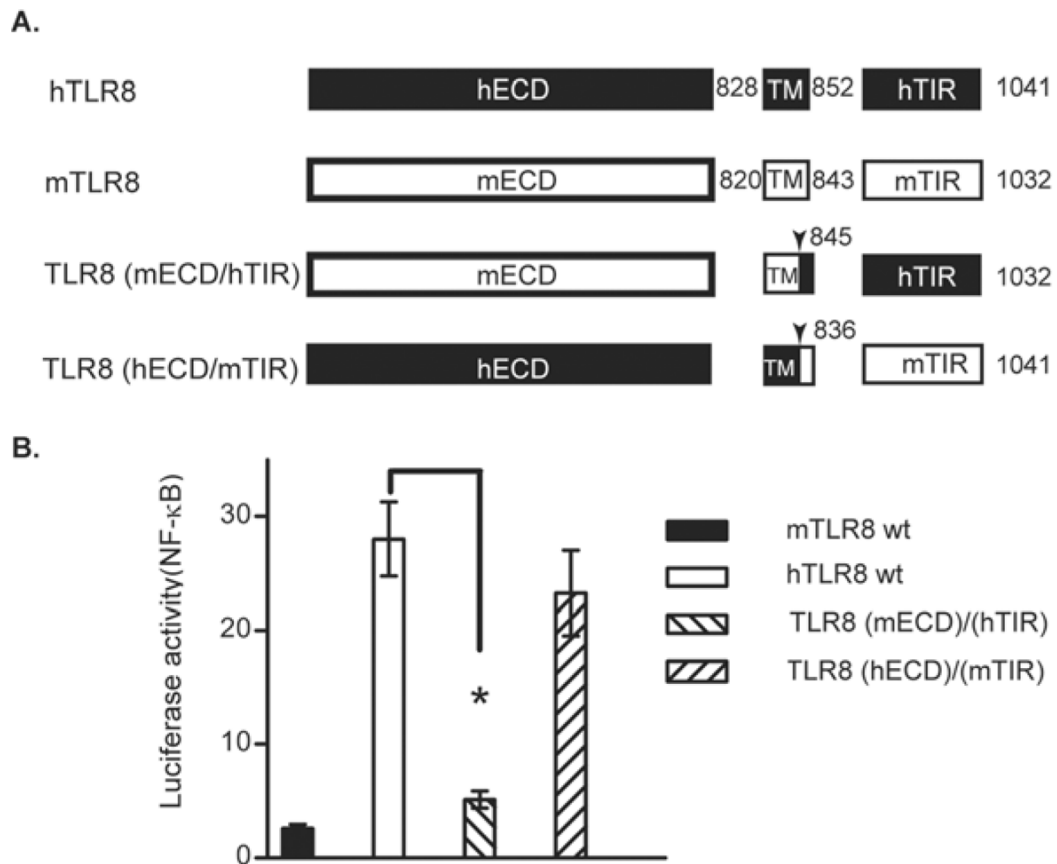 A.
hTLR8 hECD 828 TM 852 hTIR 1041
mTLR8 mECD 820 TM 843 mTIR 1032
845
TLR8 (mECD/hTIR) mECD TM hTIR 1032
836
TLR8 (hECD/mTIR) hECD TM mTIR 1041
B.
Luciferase activity(NF-κB)
30
20
10
0
*
mTLR8 wt
hTLR8 wt
TLR8 (mECD)/(hTIR)
TLR8 (hECD)/(mTIR)